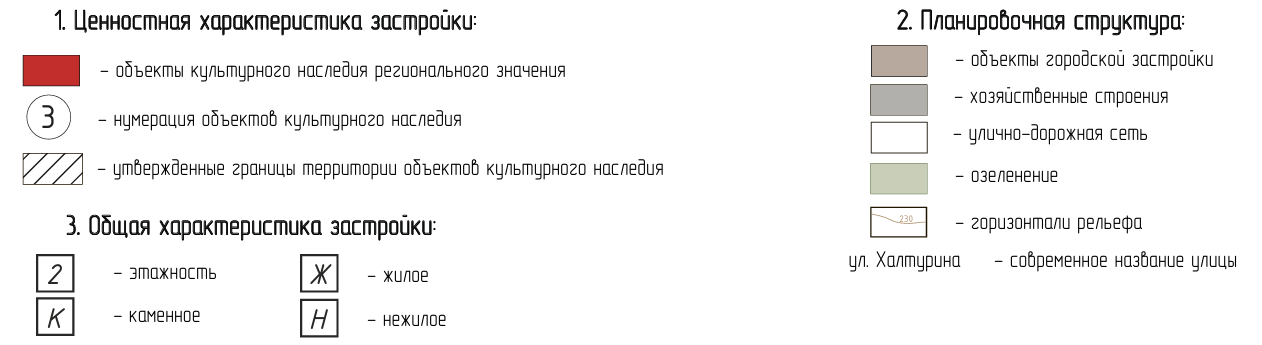 1. Ценностная характеристика застройки:
– объекты культурного наследия регионального значения
3 – нумерация объектов культурного наследия
– утвержденные границы территории объектов культурного наследия
3. Общая характеристика застройки:
2 – этажность
К – каменное
Ж – жилое
Н – нежилое
2. Планировочная структура:
– объекты городской застройки
– хозяйственные строения
– улично-дорожная сеть
– озеленение
230 – горизонтали рельефа
ул. Халтурина – современное название улицы